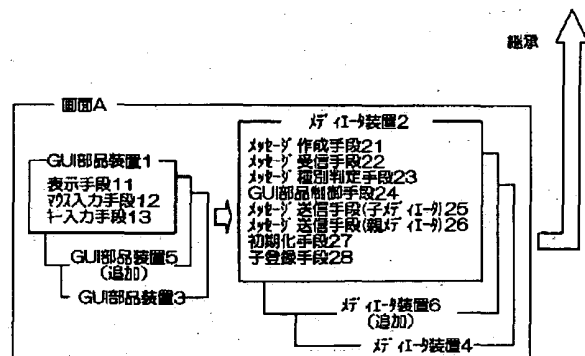 継承
画面A
GUI部品装置1
表示手段11
マウス入力手段12
キー入力手段13
GUI部品装置5
(追加)
GUI部品装置3
メディエータ装置2
メッセージ作成手段21
メッセージ受信手段22
メッセージ種別判定手段23
GUI部品制御手段24
メッセージ送信手段(子メディエータ)25
メッセージ送信手段(親メディエータ)26
初期化手段27
子登録手段28
メディエータ装置6
(追加)
メディエータ装置4